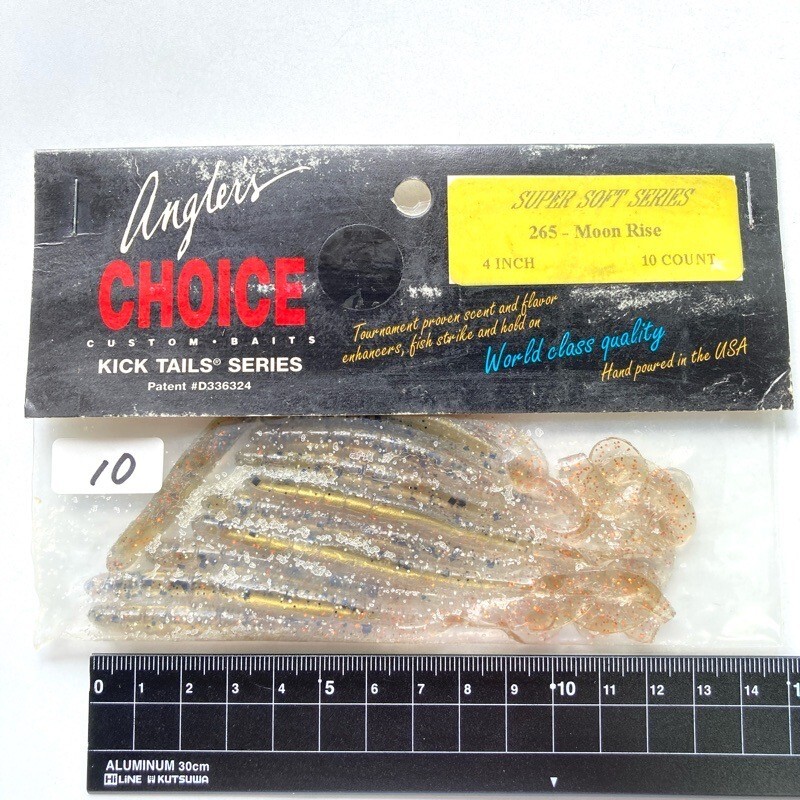 Anglers
CHOICE
CUSTOM • BAITS
KICK TAILS® SERIES
Patent #D336324
SUPER SOFT SERIES
265 - Moon Rise
4 INCH 10 COUNT
Tournament proven scent and flavor
enhancers, fish strike and hold on
World class quality
Hand poured in the USA
10
0 1 2 3 4 5 6 7 8 9 10 11 12 13 14 1
ALUMINUM 30cm
HiLiNE KUTSUWA